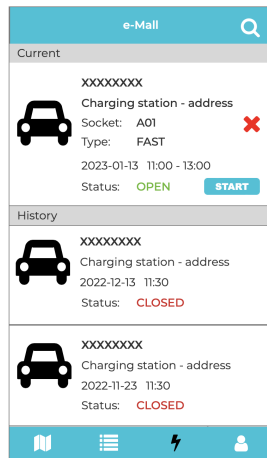 e-Mall
Current
XXXXXXXX
Charging station - address
Socket: A01
Type: FAST
2023-01-13 11:00 - 13:00
Status: OPEN START
History
XXXXXXXX
Charging station - address
2022-12-13 11:30
Status: CLOSED
XXXXXXXX
Charging station - address
2022-11-23 11:30
Status: CLOSED